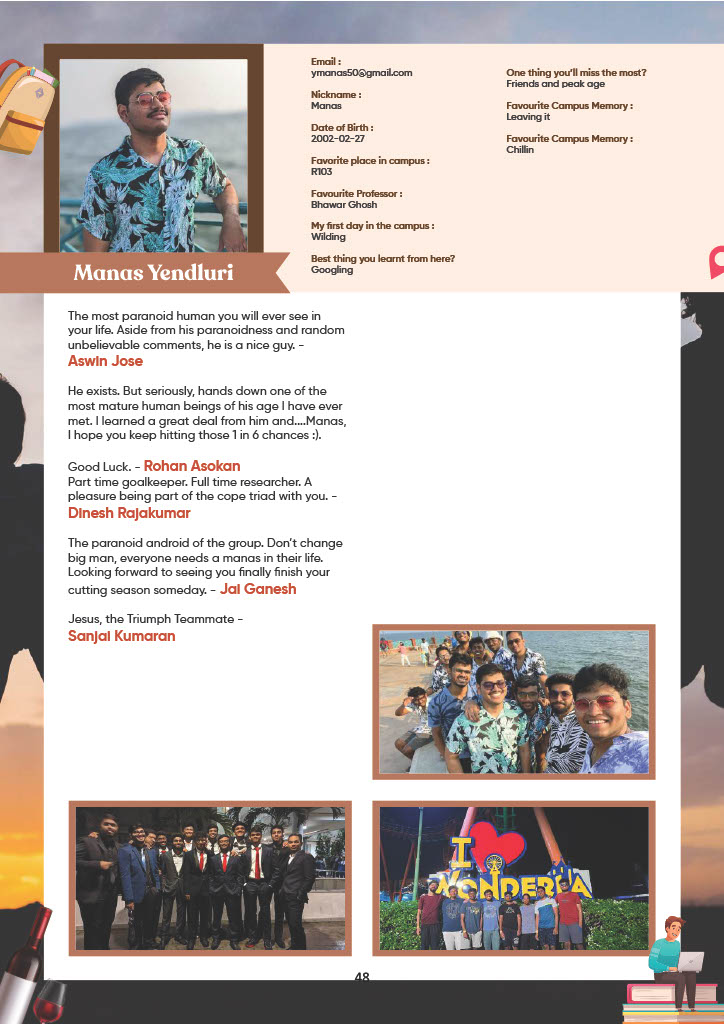 Email :
ymanas50@gmail.com
Nickname :
Manas
Date of Birth :
2002-02-27
Favorite place in campus :
R103
Favourite Professor :
Bhawar Ghosh
My first day in the campus :
Wilding
Best thing you learnt from here?
Googling
One thing you'll miss the most?
Friends and peak age
Favourite Campus Memory :
Leaving it
Favourite Campus Memory :
Chillin
Manas Yendluri
The most paranoid human you will ever see in
your life. Aside from his paranoidness and random
unbelievable comments, he is a nice guy. -
Aswin Jose
He exists. But seriously, hands down one of the
most mature human beings of his age I have ever
met. I learned a great deal from him and....Manas,
I hope you keep hitting those 1 in 6 chances :).
Good Luck. - Rohan Asokan
Part time goalkeeper. Full time researcher. A
pleasure being part of the cope triad with you. -
Dinesh Rajakumar
The paranoid android of the group. Don't change
big man, everyone needs a manas in their life.
Looking forward to seeing you finally finish your
cutting season someday. - Jai Ganesh
Jesus, the Triumph Teammate -
Sanjai Kumaran
I
WONDERLA
48